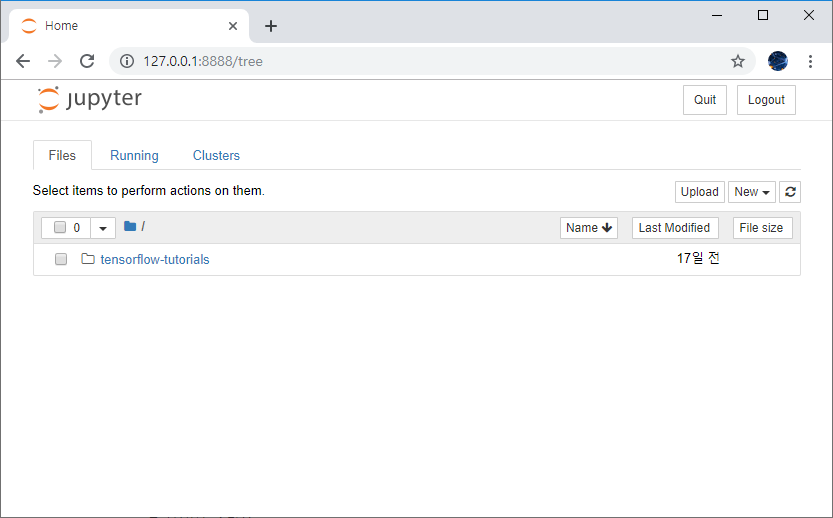 Home
127.0.0.1:8888/tree
jupyter
Quit Logout
Files Running Clusters
Select items to perform actions on them.
Upload New
0 / Name Last Modified File size
tensorflow-tutorials 17일 전